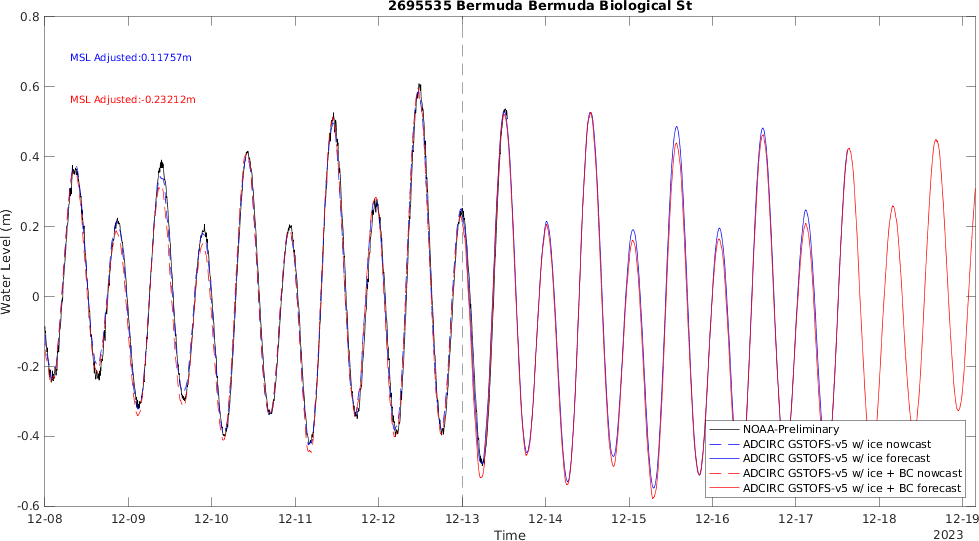 2695535 Bermuda Bermuda Biological St
0.8
MSL Adjusted:0.11757m
MSL Adjusted:-0.23212m
0.6
0.4
0.2
0
-0.2
-0.4
-0.6
Water Level (m)
NOAA-Preliminary
ADCIRC GSTOFS-v5 w/ ice nowcast
ADCIRC GSTOFS-v5 w/ ice forecast
ADCIRC GSTOFS-v5 w/ ice + BC nowcast
ADCIRC GSTOFS-v5 w/ ice + BC forecast
12-08 12-09 12-10 12-11 12-12 12-13 12-14 12-15 12-16 12-17 12-18 12-19
Time
2023